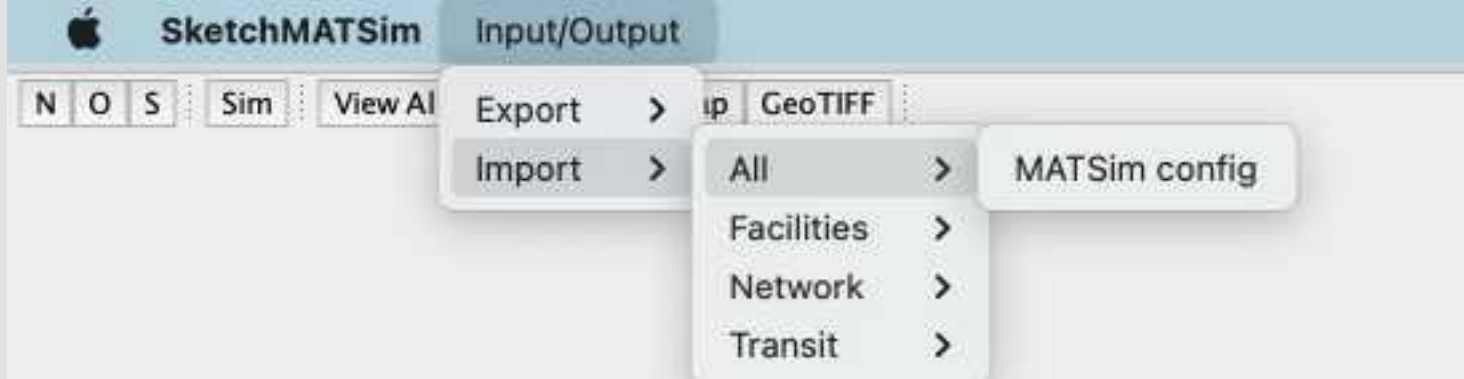 SketchMATSim Input/Output
N O S Sim View Al GeoTIFF
Export
Import
All
MATSim config
Facilities
Network
Transit